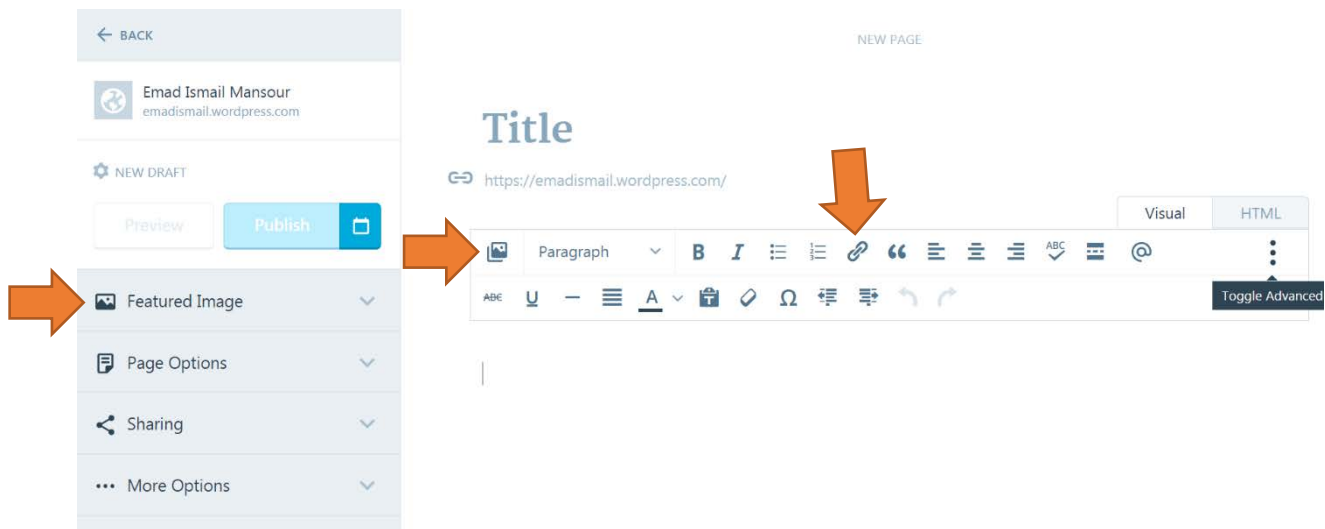 BACK
NEW PAGE
Emad Ismail Mansour
emadismail.wordpress.com
Title
NEW DRAFT
https://emadismail.wordpress.com/
Preview
Publish
Visual
HTML
Paragraph
B I ABC
Featured Image
ABC U A T Ω
Toggle Advanced
Page Options
Sharing
More Options